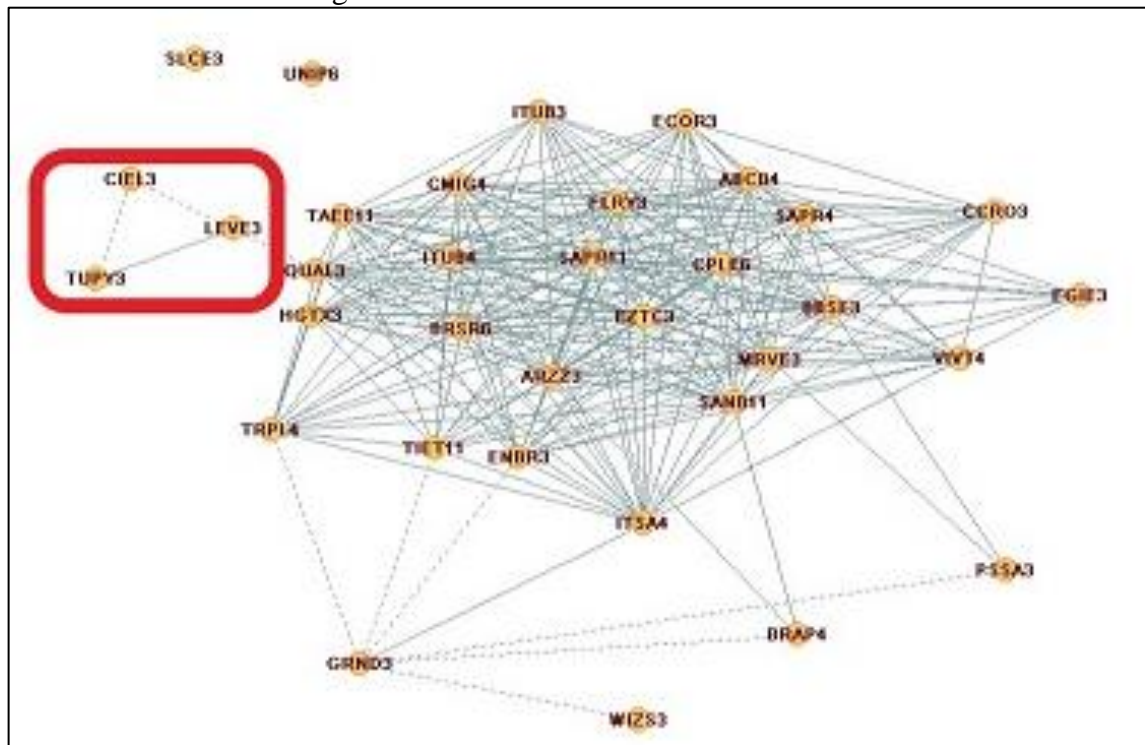 SLCE3
UNIP6
ITUB3
ECOR3
CIEL3
CMIG4
ABCB4
FLRY3
TAEE11
SAPR4
CCRO3
LEVE3
ITUB4
SAPR11
CPLE6
TUPY3
QUAL3
EGIE3
HGTX3
BRSR6
EZTC3
BBSE3
MRVE3
VIVT4
ARZZ3
SANB11
TRPL4
TIET11
ENBR3
ITSA4
PSSA3
BRAP4
GRND3
WIZS3